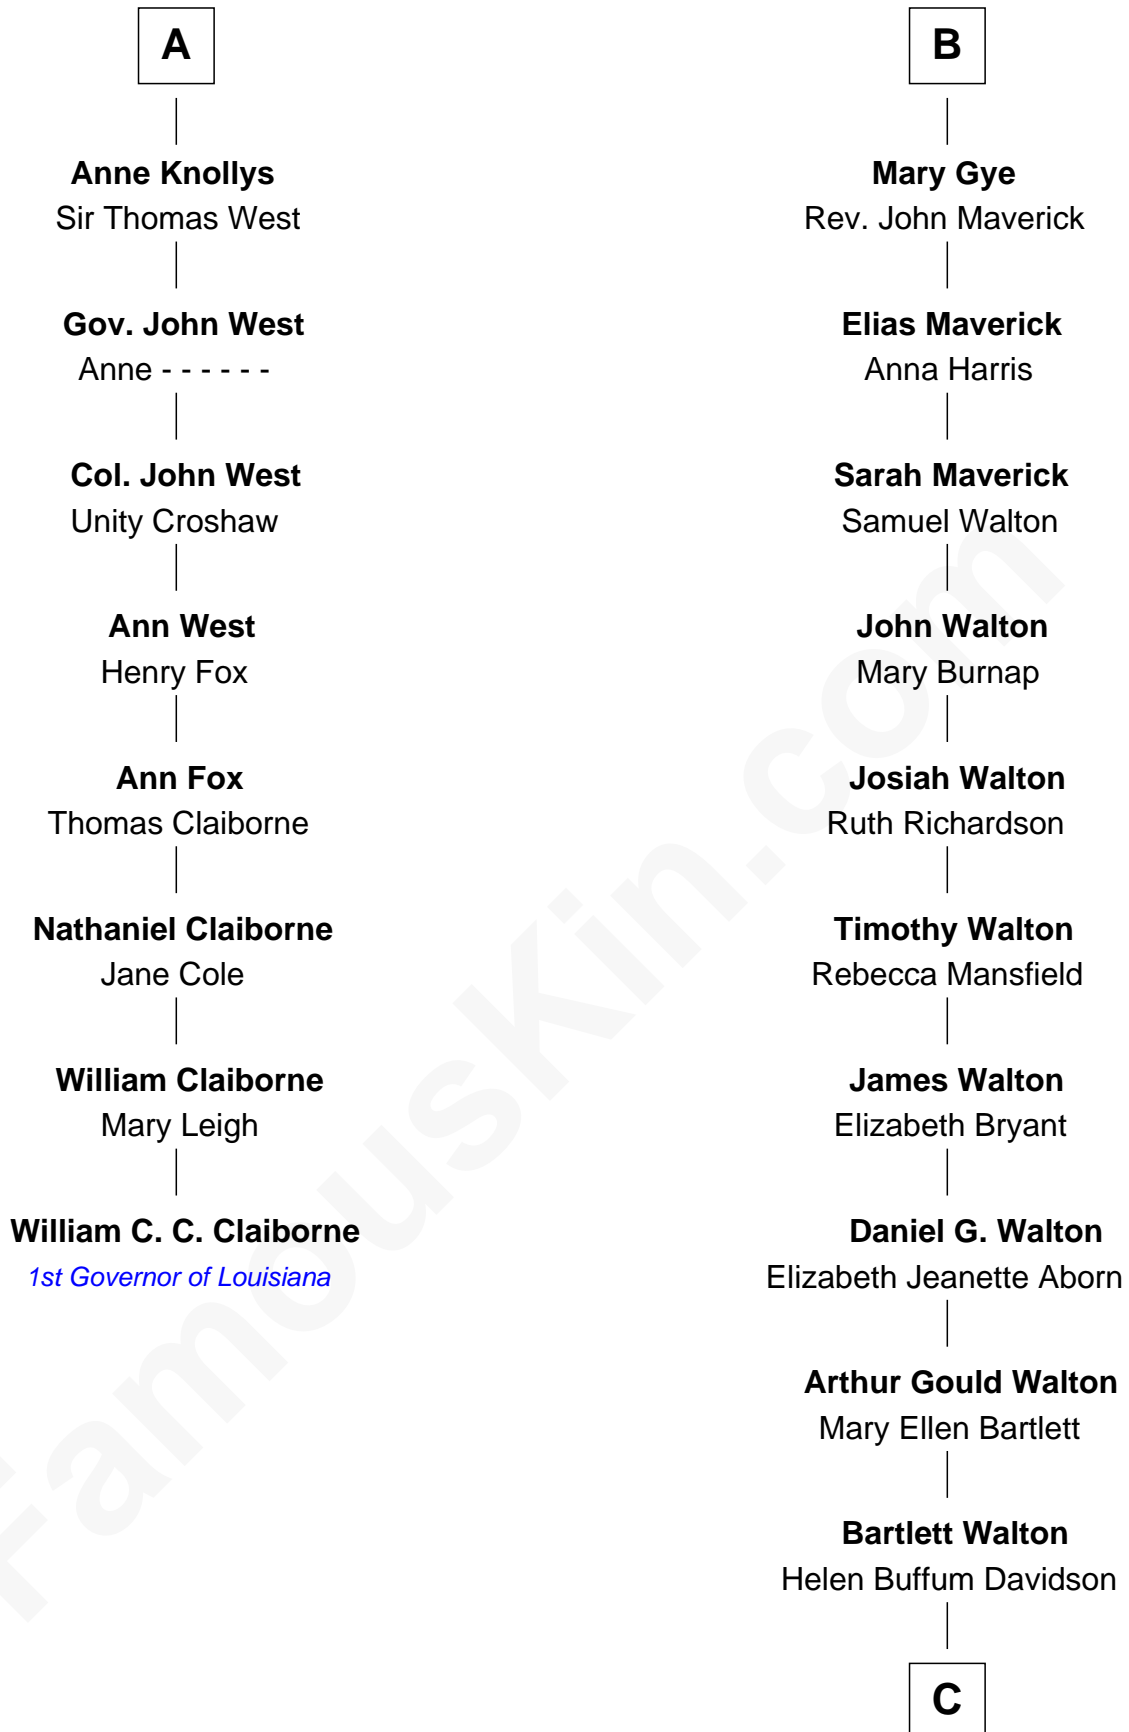 A
Anne Knollys
Sir Thomas West
Gov. John West
Anne - - - - - -
Col. John West
Unity Croshaw
Ann West
Henry Fox
Ann Fox
Thomas Claiborne
Nathaniel Claiborne
Jane Cole
William Claiborne
Mary Leigh
William C. C. Claiborne
1st Governor of Louisiana
B
Mary Gye
Rev. John Maverick
Elias Maverick
Anna Harris
Sarah Maverick
Samuel Walton
John Walton
Mary Burnap
Josiah Walton
Ruth Richardson
Timothy Walton
Rebecca Mansfield
James Walton
Elizabeth Bryant
Daniel G. Walton
Elizabeth Jeanette Aborn
Arthur Gould Walton
Mary Ellen Bartlett
Bartlett Walton
Helen Buffum Davidson
C
FamousKin.com